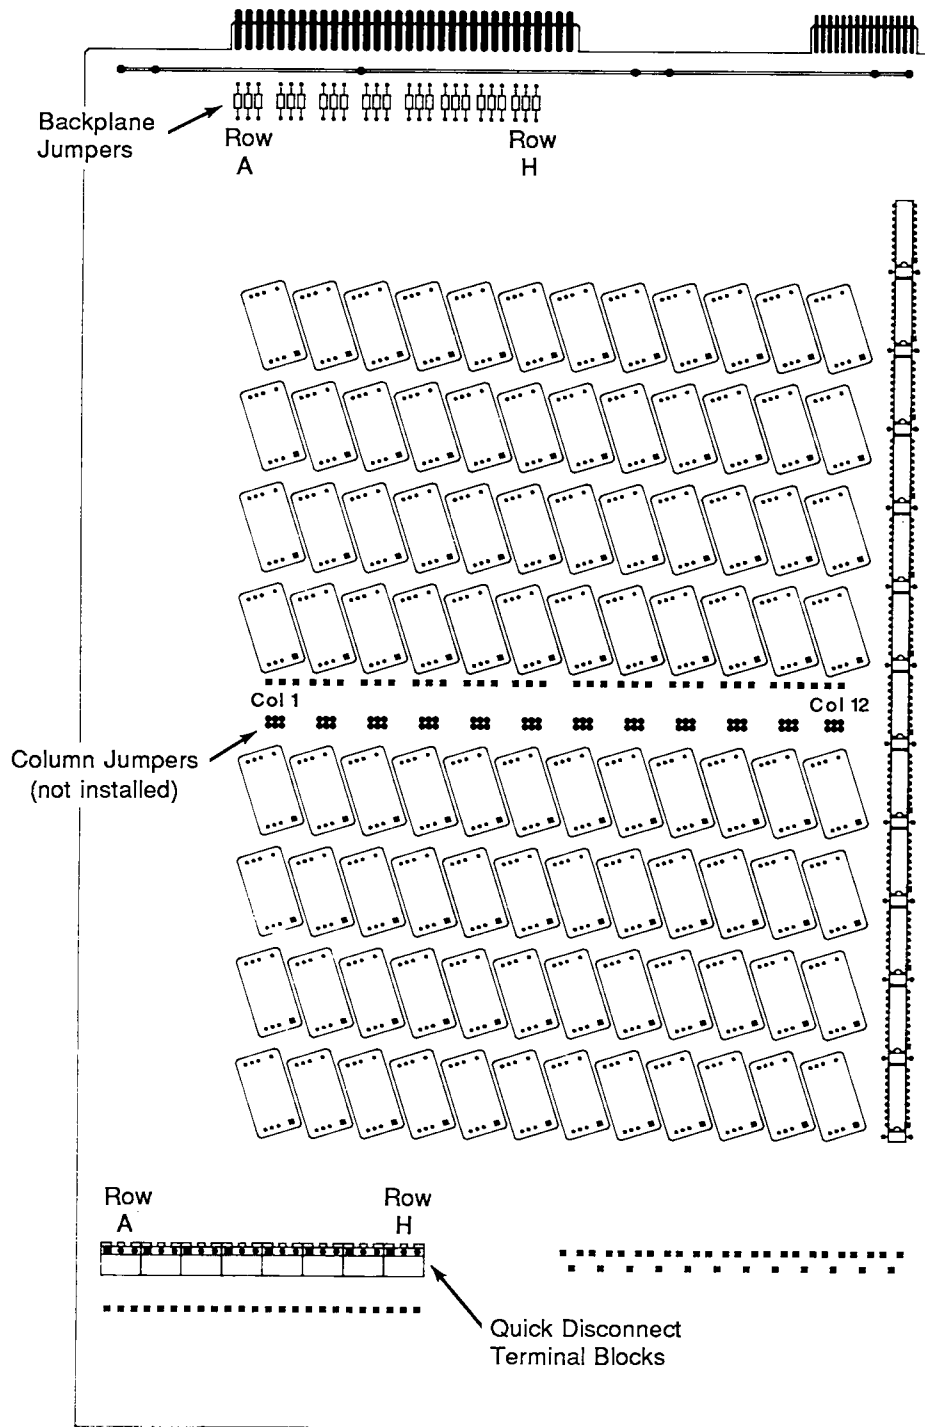 Backplane
Jumpers
Row
A
Row
H
Col 1
Col 12
Column Jumpers
(not installed)
Row
A
Row
H
Quick Disconnect
Terminal Blocks